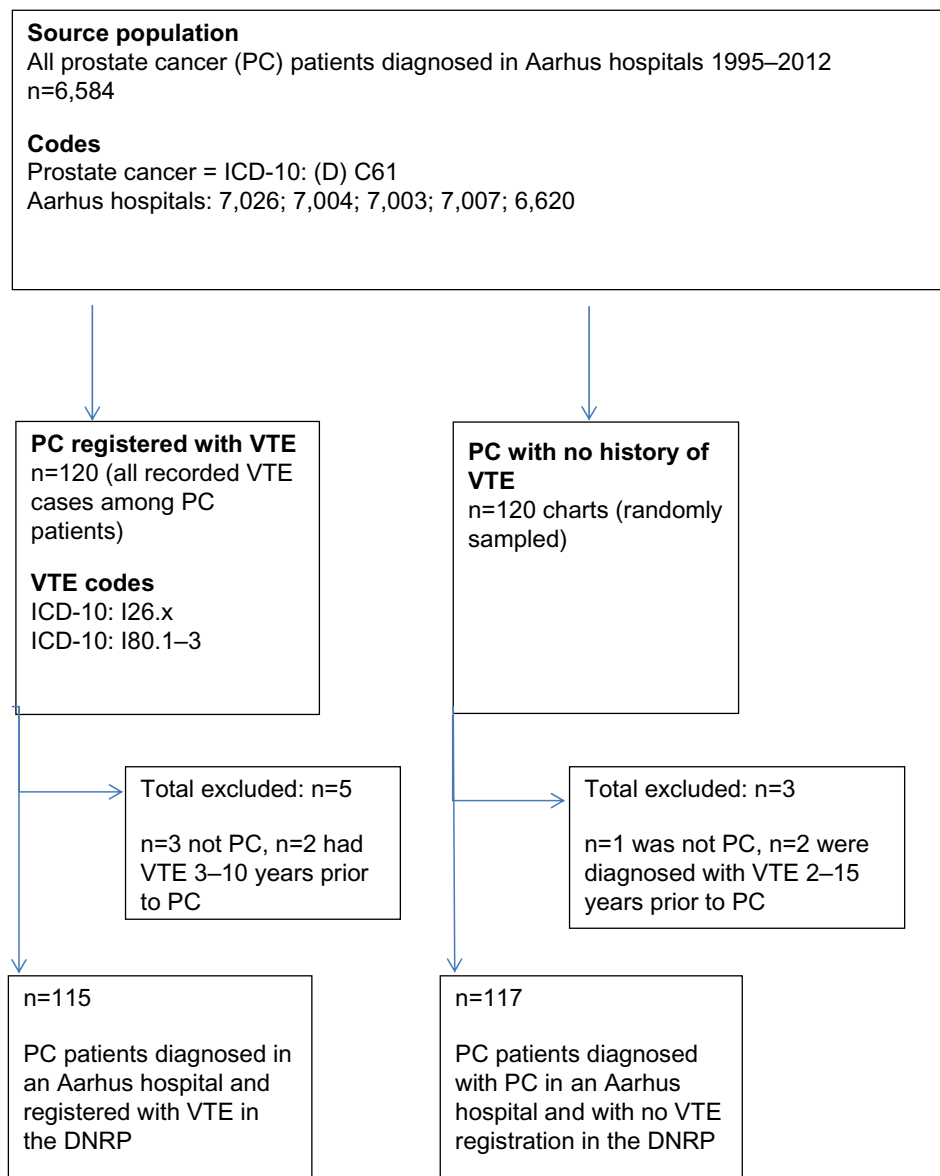 Source population
All prostate cancer (PC) patients diagnosed in Aarhus hospitals 1995–2012
n=6,584
Codes
Prostate cancer = ICD-10: (D) C61
Aarhus hospitals: 7,026; 7,004; 7,003; 7,007; 6,620
PC registered with VTE
n=120 (all recorded VTE
cases among PC
patients)
VTE codes
ICD-10: I26.x
ICD-10: I80.1–3
PC with no history of
VTE
n=120 charts (randomly
sampled)
Total excluded: n=5
n=3 not PC, n=2 had
VTE 3–10 years prior
to PC
Total excluded: n=3
n=1 was not PC, n=2 were
diagnosed with VTE 2–15
years prior to PC
n=115
PC patients diagnosed in
an Aarhus hospital and
registered with VTE in
the DNRP
n=117
PC patients diagnosed
with PC in an Aarhus
hospital and with no VTE
registration in the DNRP